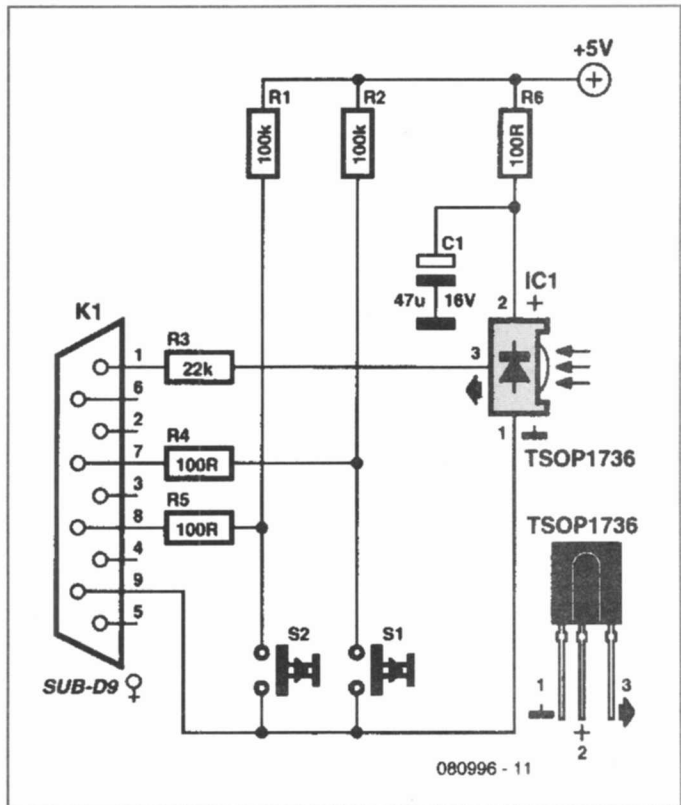 +5V
R1
R2
R6
100k
100k
100R
C1
47u 16V
IC1
2 +
K1
1
R3
22k
3
6
2
1
TSOP1736
7
R4
100R
3
R5
8
100R
4
9
5
TSOP1736
S2
S1
1
3
+
2
SUB-D9
080996 - 11